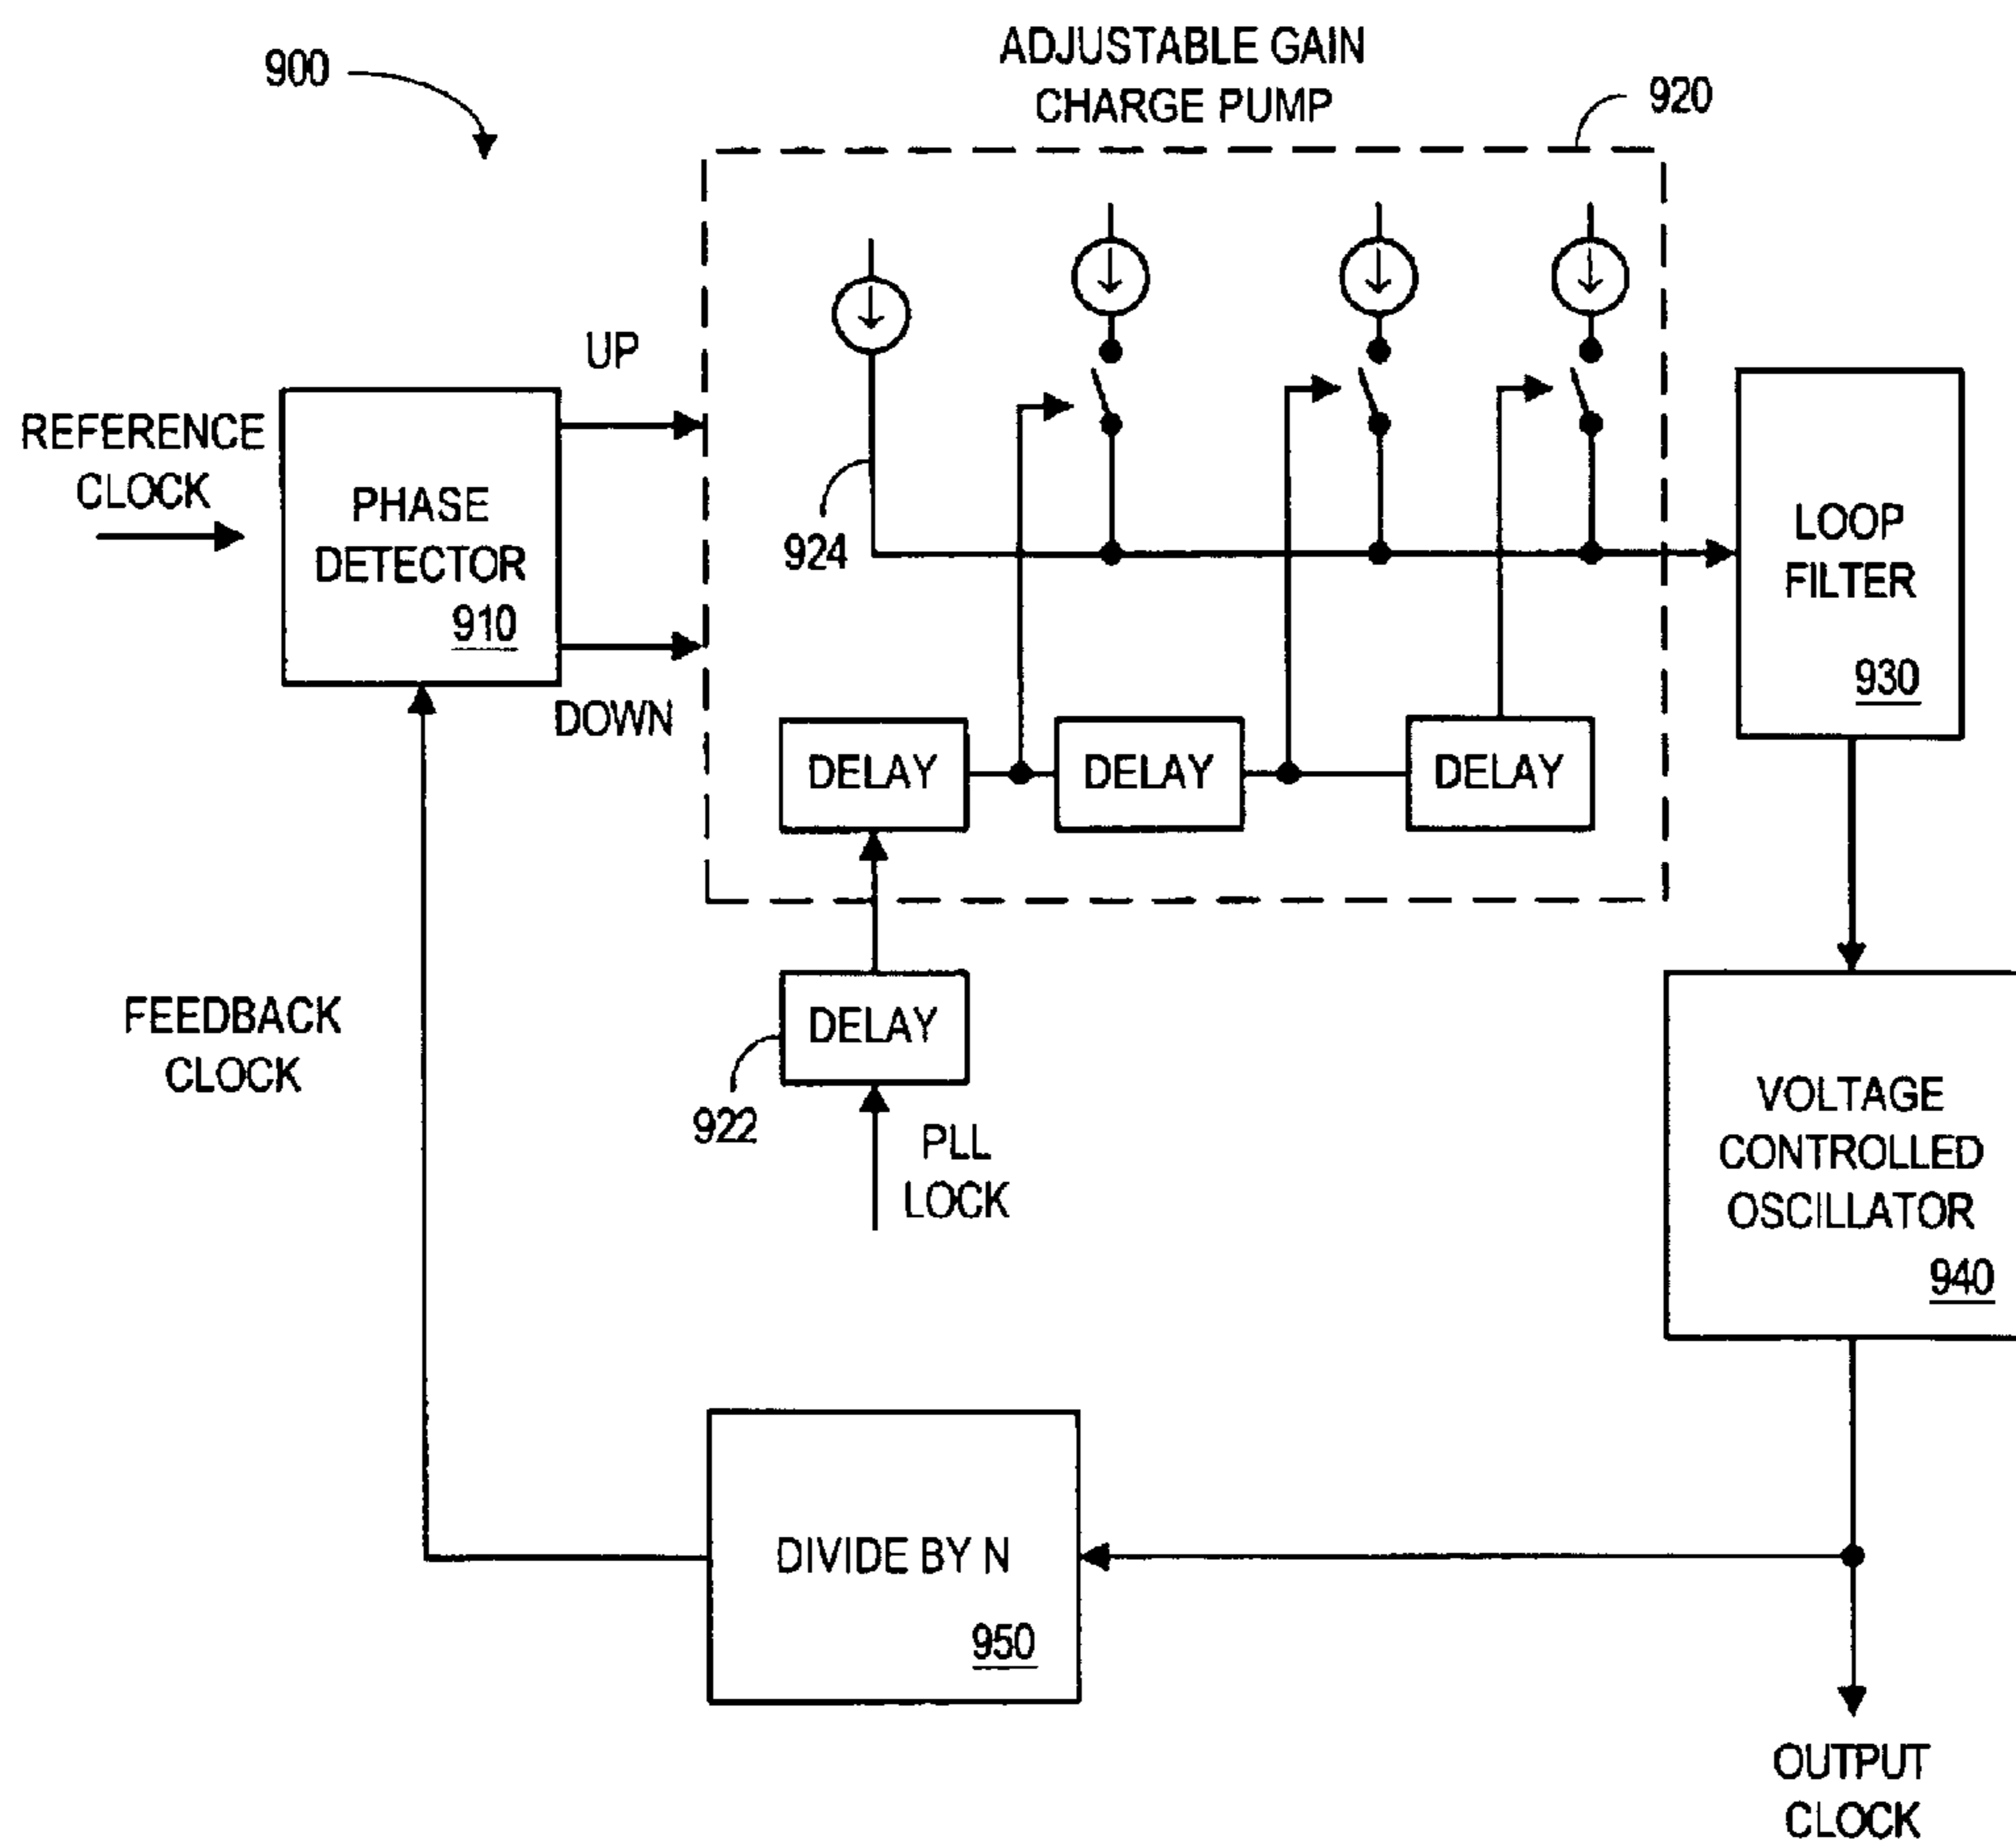 ADJUSTABLE GAIN
CHARGE PUMP
900
920
UP
REFERENCE
CLOCK
PHASE
DETECTOR
910
924
LOOP
FILTER
930
DOWN
DELAY
DELAY
DELAY
FEEDBACK
CLOCK
DELAY
922
PLL
LOCK
VOLTAGE
CONTROLLED
OSCILLATOR
940
DIVIDE BY N
950
OUTPUT
CLOCK